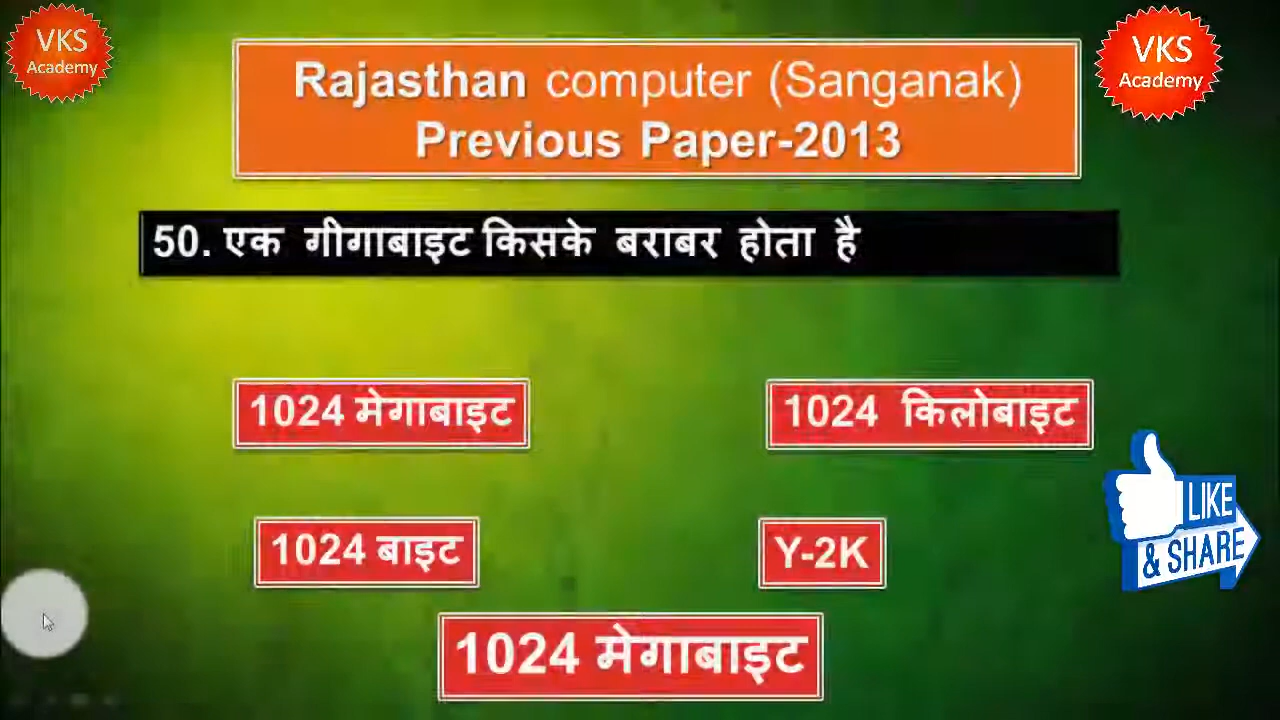 VKS
Academy
VKS
Academy
Rajasthan computer (Sanganak)
Previous Paper-2013
50. एक गीगाबाइट किसके बराबर होता है
1024 मेगाबाइट
1024 किलोबाइट
1024 बाइट
Y-2K
LIKE
& SHARE
1024 मेगाबाइट